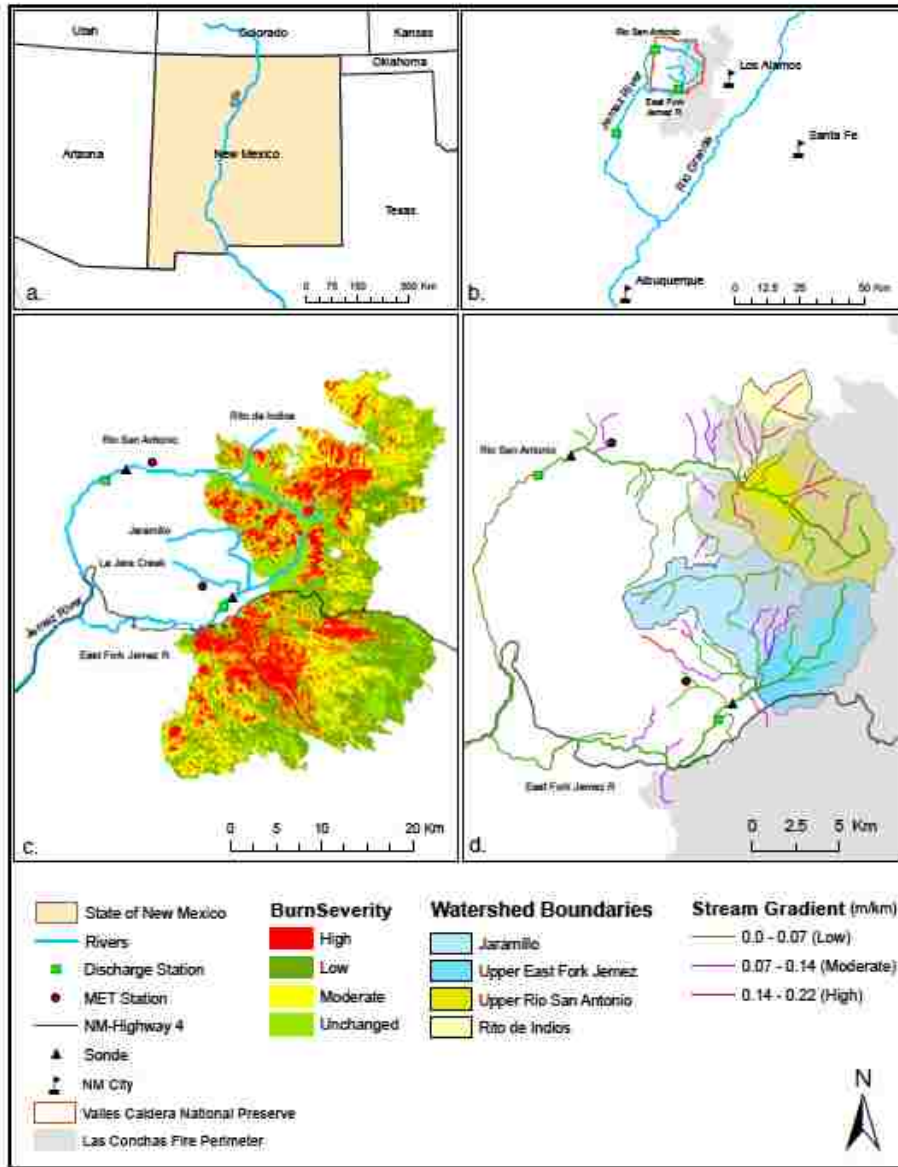 Utah
Colorado
Kansas
Oklahoma
Arizona
New Mexico
Texas
0 75 150 300 Km
a.
Rio San Antonio
Los Alamos
Jemez River
East Fork
Jemez R
Santa Fe
Rio Grande
Albuquerque
0 12.5 25 50 Km
b.
Rito de Indios
Rio San Antonio
Jaramillo
La Jara Creek
Jemez River
East Fork Jemez R
0 5 10 20 Km
c.
Rio San Antonio
East Fork Jemez R
0 2.5 5 Km
d.
State of New Mexico
Rivers
Discharge Station
MET Station
NM-Highway 4
Sonde
NM City
Valles Caldera National Preserve
Las Conchas Fire Perimeter
BurnSeverity
High
Low
Moderate
Unchanged
Watershed Boundaries
Jaramillo
Upper East Fork Jemez
Upper Rio San Antonio
Rito de Indios
Stream Gradient (m/km)
0.0 - 0.07 (Low)
0.07 - 0.14 (Moderate)
0.14 - 0.22 (High)
N